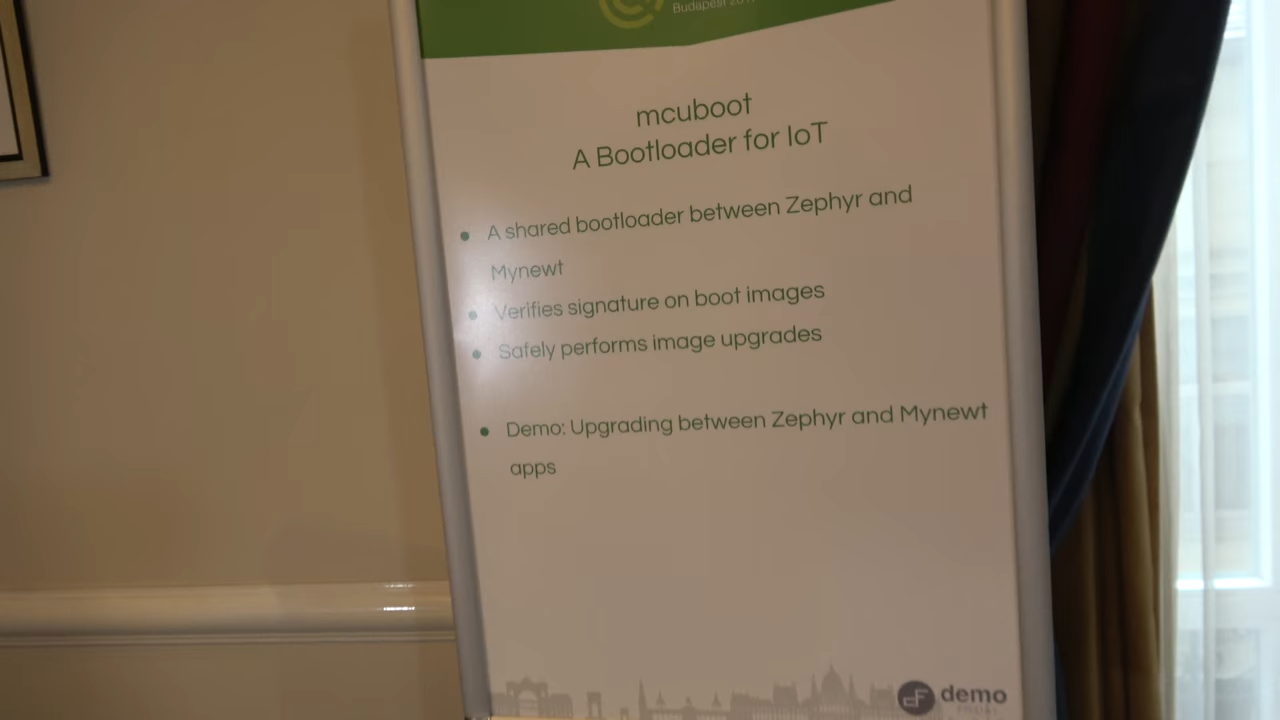 Budapest
mcuboot
A Bootloader for IoT
• A shared bootloader between Zephyr and
Mynewt
• Verifies signature on boot images
• Safely performs image upgrades
• Demo: Upgrading between Zephyr and Mynewt
apps
demo